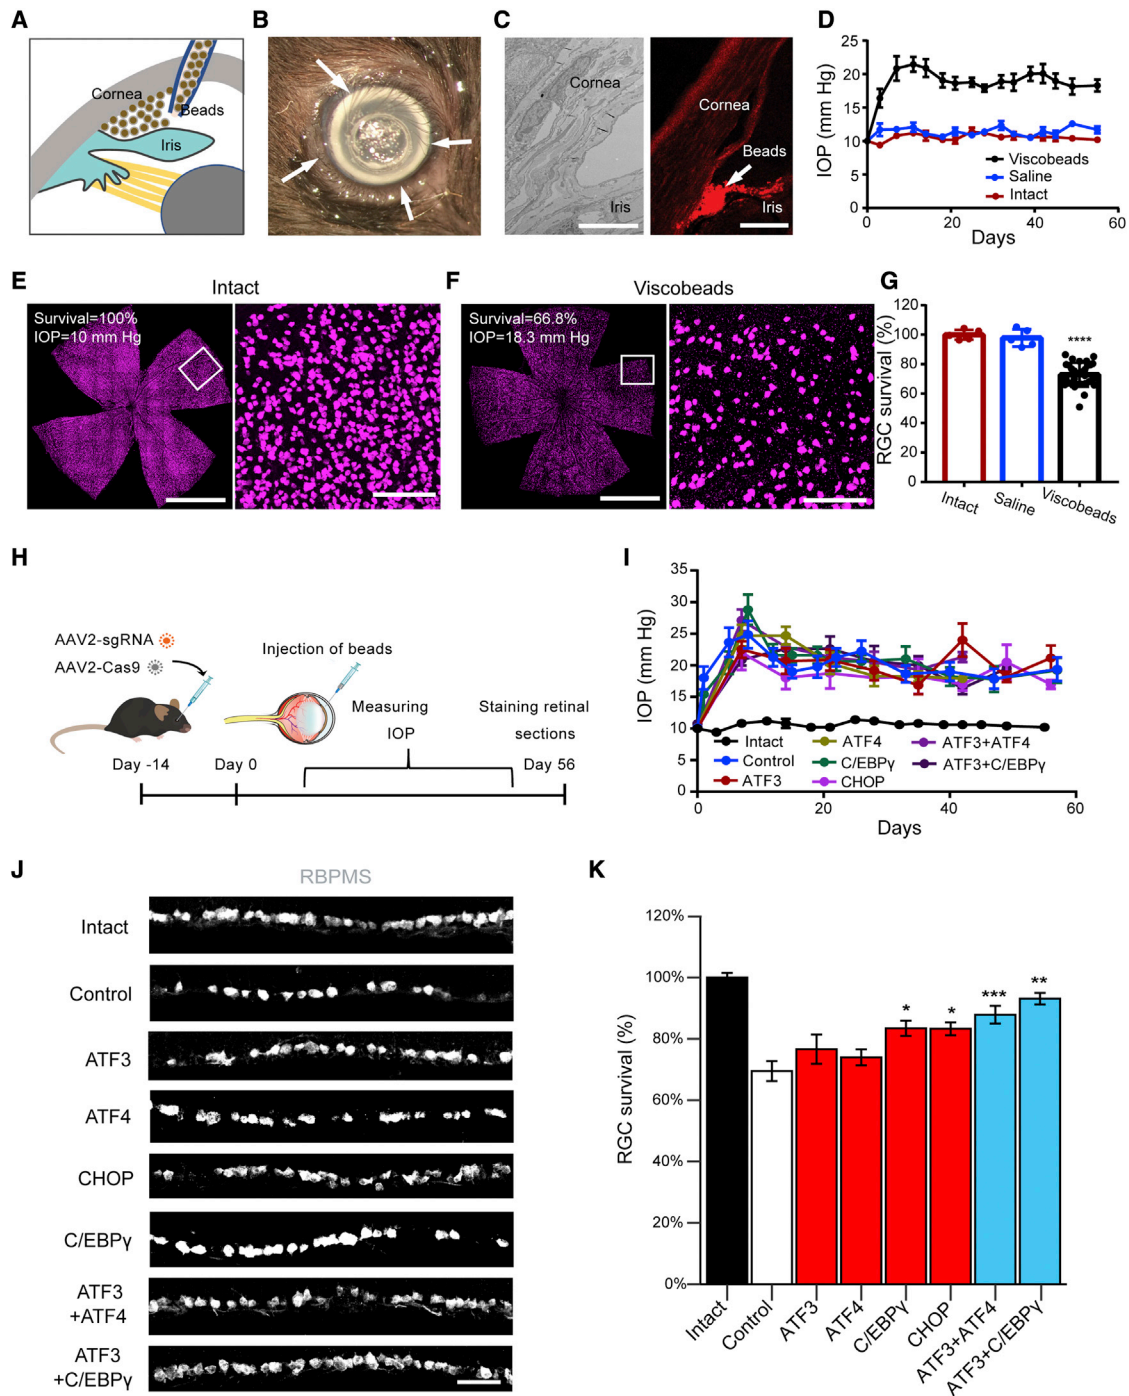 A
Cornea
Beads
Iris
B
C
Cornea
Iris
Cornea
Beads
Iris
D
IOP (mm Hg)
25
20
15
10
5
0
Viscobeads
Saline
Intact
0 20 40 60
Days
E
Intact
Survival=100%
IOP=10 mm Hg
F
Viscobeads
Survival=66.8%
IOP=18.3 mm Hg
G
RGC survival (%)
120
100
80
60
40
20
0
****
Intact
Saline
Viscobeads
H
AAV2-sgRNA
AAV2-Cas9
Injection of beads
Measuring
IOP
Staining retinal
sections
Day -14
Day 0
Day 56
I
IOP (mm Hg)
35
30
25
20
15
10
5
0
Intact
Control
ATF3
ATF4
C/EBPγ
CHOP
ATF3+ATF4
ATF3+C/EBPγ
0 20 40 60
Days
J
RBPMS
Intact
Control
ATF3
ATF4
CHOP
C/EBPγ
ATF3
+ATF4
ATF3
+C/EBPγ
K
RGC survival (%)
120%
100%
80%
60%
40%
20%
0%
*
*
***
**
Intact
Control
ATF3
ATF4
C/EBPγ
CHOP
ATF3+ATF4
ATF3+C/EBPγ